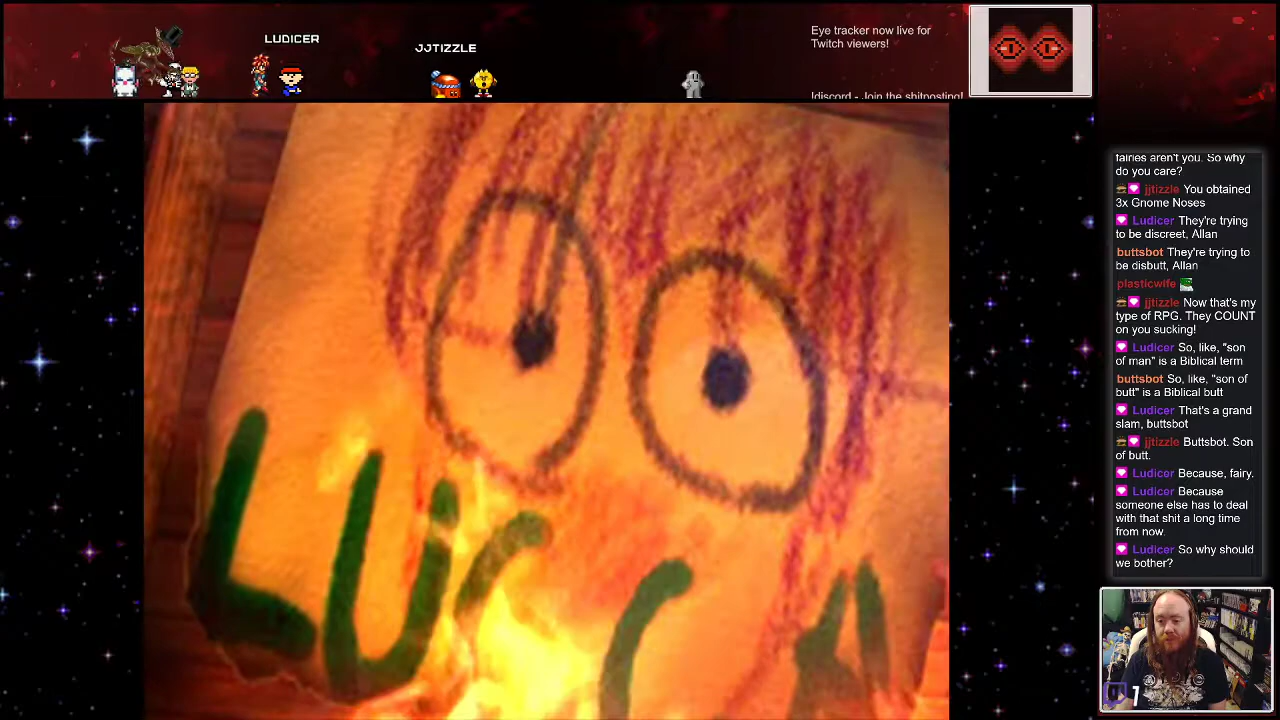 LUDICER
JJTIZZLE
Eye tracker now live for
Twitch viewers!
!discord - Join the shitposting!
fairies aren't you. So why
do you care?
jjtizzle You obtained
3x Gnome Noses
Ludicer They're trying
to be discreet, Allan
buttsbot They're trying to
be disbutt, Allan
plasticwife
jjtizzle Now that's my
type of RPG. They COUNT
on you sucking!
Ludicer So, like, "son
of man" is a Biblical lerm
buttsbot So, like, "son of
butt" is a Biblical butt
Ludicer That's a grand
slam, buttsbot
jjtizzle Buttsbot. Son
of butt.
Ludicer Because, fairy.
Ludicer Because
someone else has to deal
with that shit a long time
from now.
Ludicer So why should
we bother?
LUCCA
1